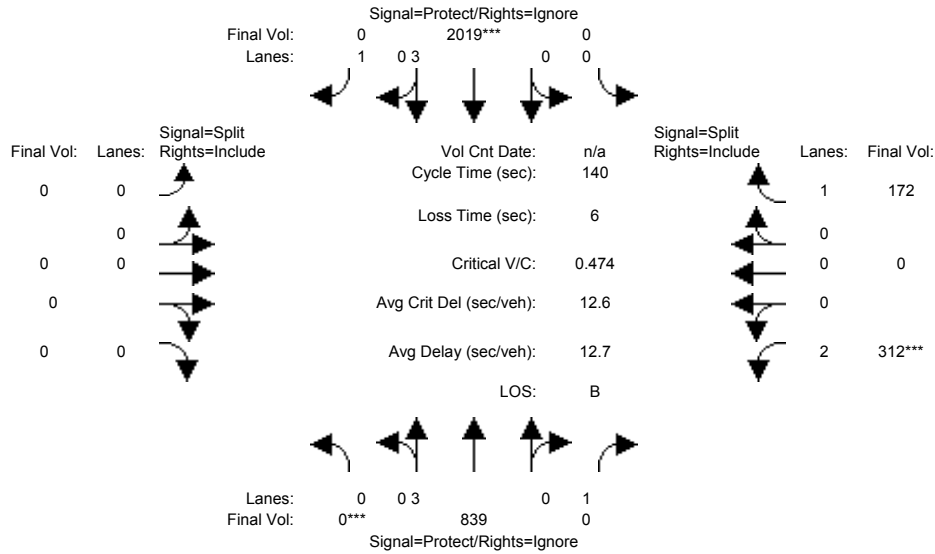 Signal=Protect/Rights=Ignore
Final Vol: 0 2019*** 0
Lanes: 1 0 3 0 0
Signal=Split Signal=Split
Final Vol: Lanes: Rights=Include Vol Cnt Date: n/a Rights=Include Lanes: Final Vol:
0 0 Cycle Time (sec): 140 1 172
0 Loss Time (sec): 6 0
0 0 Critical V/C: 0.474 0 0
0 Avg Crit Del (sec/veh): 12.6 0
0 0 Avg Delay (sec/veh): 12.7 2 312***
LOS: B
Lanes: 0 0 3 0 1
Final Vol: 0*** 839 0
Signal=Protect/Rights=Ignore